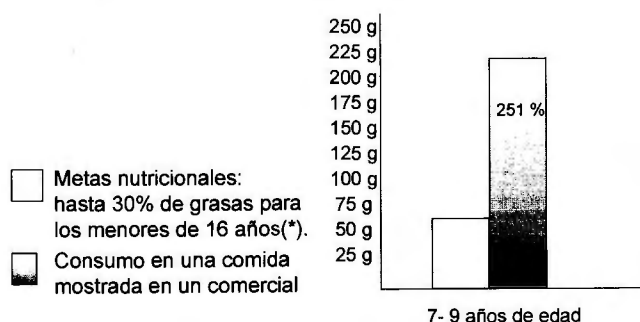 250 g
225 g
200 g
175 g
150 g
125 g
100 g
75 g
50 g
25 g
251 %
Metas nutricionales:
hasta 30% de grasas para
los menores de 16 años(*).
Consumo en una comida
mostrada en un comercial
7- 9 años de edad